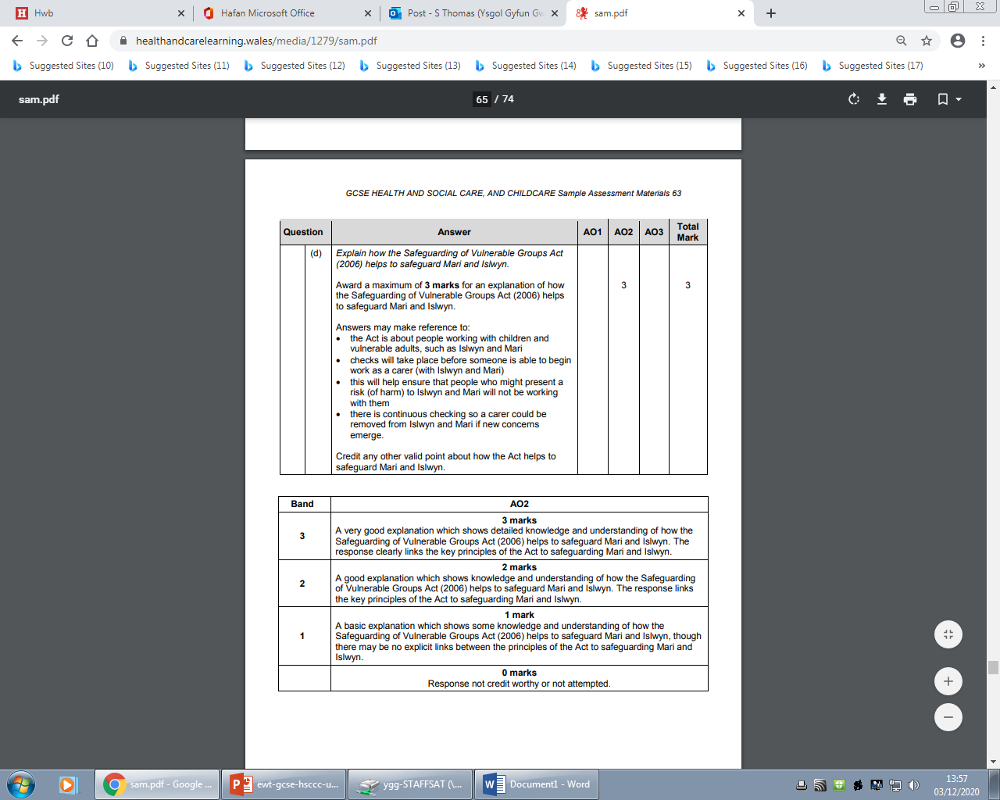 Hwb
Hafan Microsoft Office
Post - S Thomas (Ysgol Gyfun Gw
sam.pdf
healthandcarelearning.wales/media/1279/sam.pdf
Suggested Sites (10)
Suggested Sites (11)
Suggested Sites (12)
Suggested Sites (13)
Suggested Sites (14)
Suggested Sites (15)
Suggested Sites (16)
Suggested Sites (17)
»
sam.pdf
65 / 74
GCSE HEALTH AND SOCIAL CARE, AND CHILDCARE Sample Assessment Materials 63
Question Answer AO1 AO2 AO3 Total Mark
(d) Explain how the Safeguarding of Vulnerable Groups Act
(2006) helps to safeguard Mari and Islwyn.
Award a maximum of 3 marks for an explanation of how 3 3
the Safeguarding of Vulnerable Groups Act (2006) helps
to safeguard Mari and Islwyn.
Answers may make reference to:
• the Act is about people working with children and
vulnerable adults, such as Islwyn and Mari
• checks will take place before someone is able to begin
work as a carer (with Islwyn and Mari)
• this will help ensure that people who might present a
risk (of harm) to Islwyn and Mari will not be working
with them
• there is continuous checking so a carer could be
removed from Islwyn and Mari if new concerns
emerge.
Credit any other valid point about how the Act helps to
safeguard Mari and Islwyn.
Band AO2
3 marks
3
A very good explanation which shows detailed knowledge and understanding of how the
Safeguarding of Vulnerable Groups Act (2006) helps to safeguard Mari and Islwyn. The
response clearly links the key principles of the Act to safeguarding Mari and Islwyn.
2 marks
2
A good explanation which shows knowledge and understanding of how the Safeguarding
of Vulnerable Groups Act (2006) helps to safeguard Mari and Islwyn. The response links
the key principles of the Act to safeguarding Mari and Islwyn.
1 mark
1
A basic explanation which shows some knowledge and understanding of how the
Safeguarding of Vulnerable Groups Act (2006) helps to safeguard Mari and Islwyn, though
there may be no explicit links between the principles of the Act to safeguarding Mari and
Islwyn.
0 marks
Response not credit worthy or not attempted.
sam.pdf - Google ...
ewt-gcse-hsccc-u...
ygg-STAFFSAT (\\...
Document1 - Word
13:57
03/12/2020